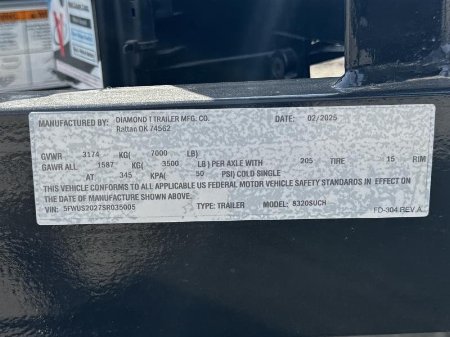 MANUFACTURED BY: DIAMOND T TRAILER MFG. CO. DATE: 02/2025
Rattan OK 74562
GVWR 3174 KG( 7000 LB)
GAWR ALL 1587 KG( 3500 LB) PER AXLE WITH 205 TIRE 15 RIM
AT 345 KPA( 50 PSI) COLD SINGLE
THIS VEHICLE CONFORMS TO ALL APPLICABLE US FEDERAL MOTOR VEHICLE SAFETY STANDARDS IN EFFECT ON
THE DATE OF MANUFACTURE SHOWN ABOVE.
VIN: 5FWUS2027SR035005 TYPE: TRAILER MODEL: 8320SUCH
FD-304 REV A